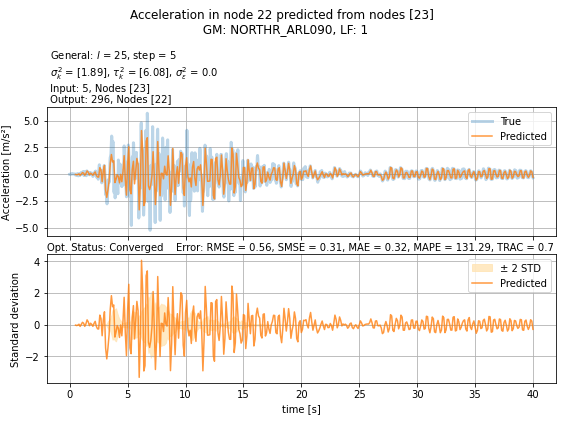 Acceleration in node 22 predicted from nodes [23]
GM: NORTHR_ARL090, LF: 1
General: l = 25, step = 5
σ²ₖ = [1.89], τ²ₖ = [6.08], σ²ε = 0.0
Input: 5, Nodes [23]
Output: 296, Nodes [22]
Acceleration [m/s²]
5.0
2.5
0.0
−2.5
−5.0
True
Predicted
Opt. Status: Converged Error: RMSE = 0.56, SMSE = 0.31, MAE = 0.32, MAPE = 131.29, TRAC = 0.7
Standard deviation
4
2
0
−2
± 2 STD
Predicted
0 5 10 15 20 25 30 35 40
time [s]